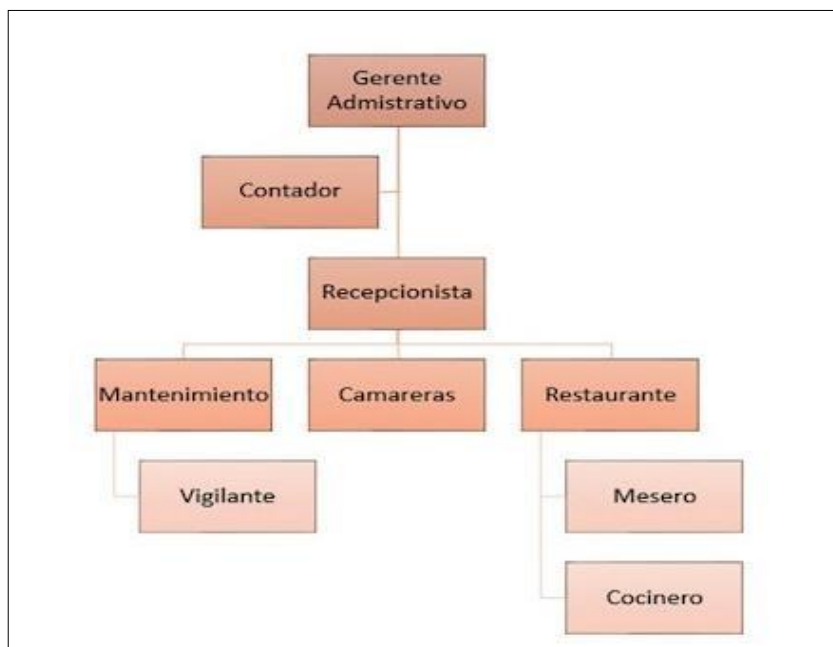 Gerente
Admistrativo
Contador
Recepcionista
Mantenimiento
Camareras
Restaurante
Vigilante
Mesero
Cocinero